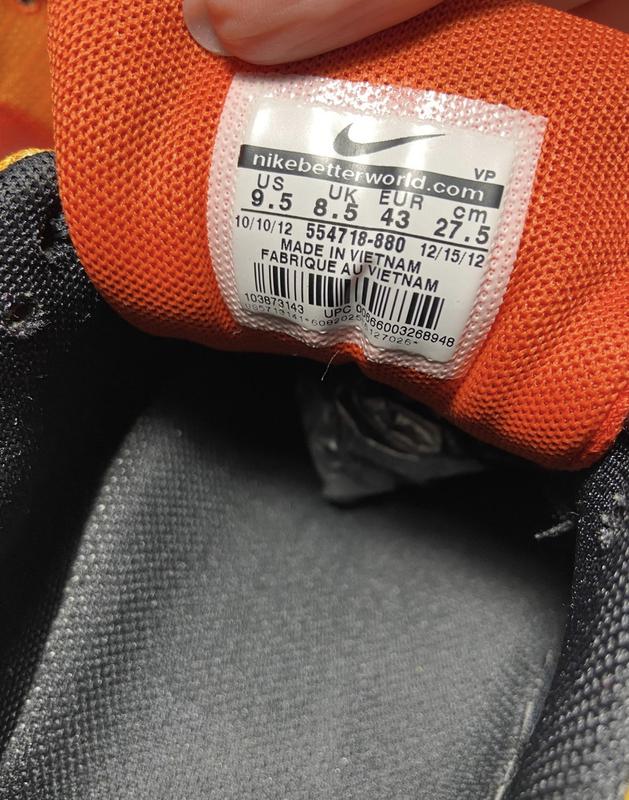 VP
nikebetterworld.com
US UK EUR cm
9.5 8.5 43 27.5
10/10/12 554718-880 12/15/12
MADE IN VIETNAM
FABRIQUE AU VIETNAM
103873143 UPC 00666003268948